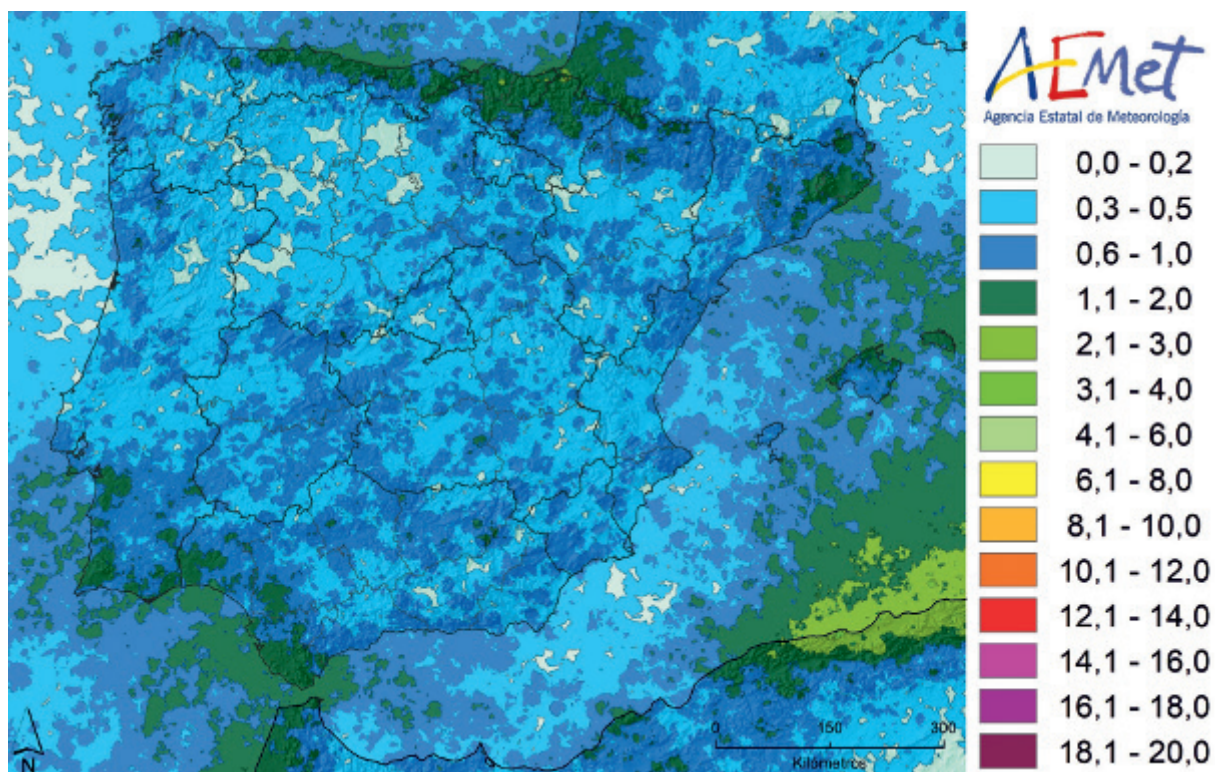 AEMet
Agencia Estatal de Meteorología
0,0 - 0,2
0,3 - 0,5
0,6 - 1,0
1,1 - 2,0
2,1 - 3,0
3,1 - 4,0
4,1 - 6,0
6,1 - 8,0
8,1 - 10,0
10,1 - 12,0
12,1 - 14,0
14,1 - 16,0
16,1 - 18,0
18,1 - 20,0
0 150 300
Kilómetros
N